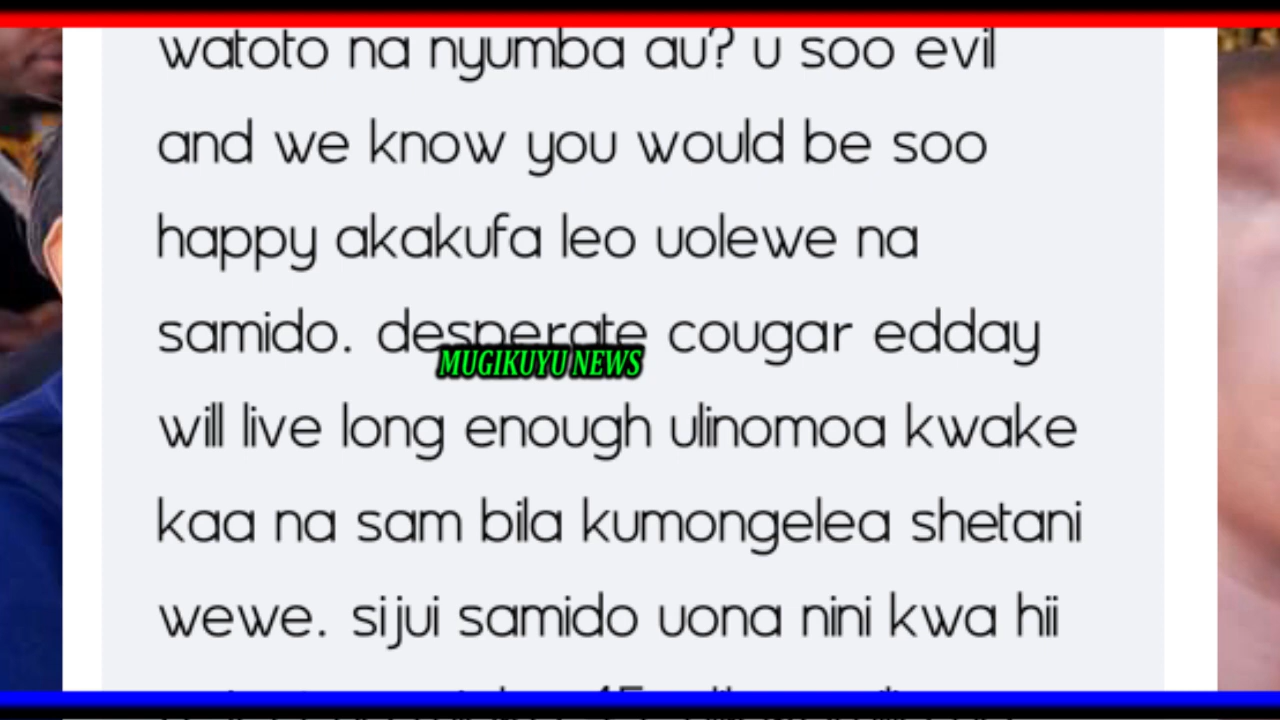 watoto na nyumba au? u soo evil
and we know you would be soo
happy akakufa leo uolewe na
samido. desperate cougar edday
MUGIKUYU NEWS
will live long enough ulinomoa kwake
kaa na sam bila kumongelea shetani
wewe. sijui samido uona nini kwa hii